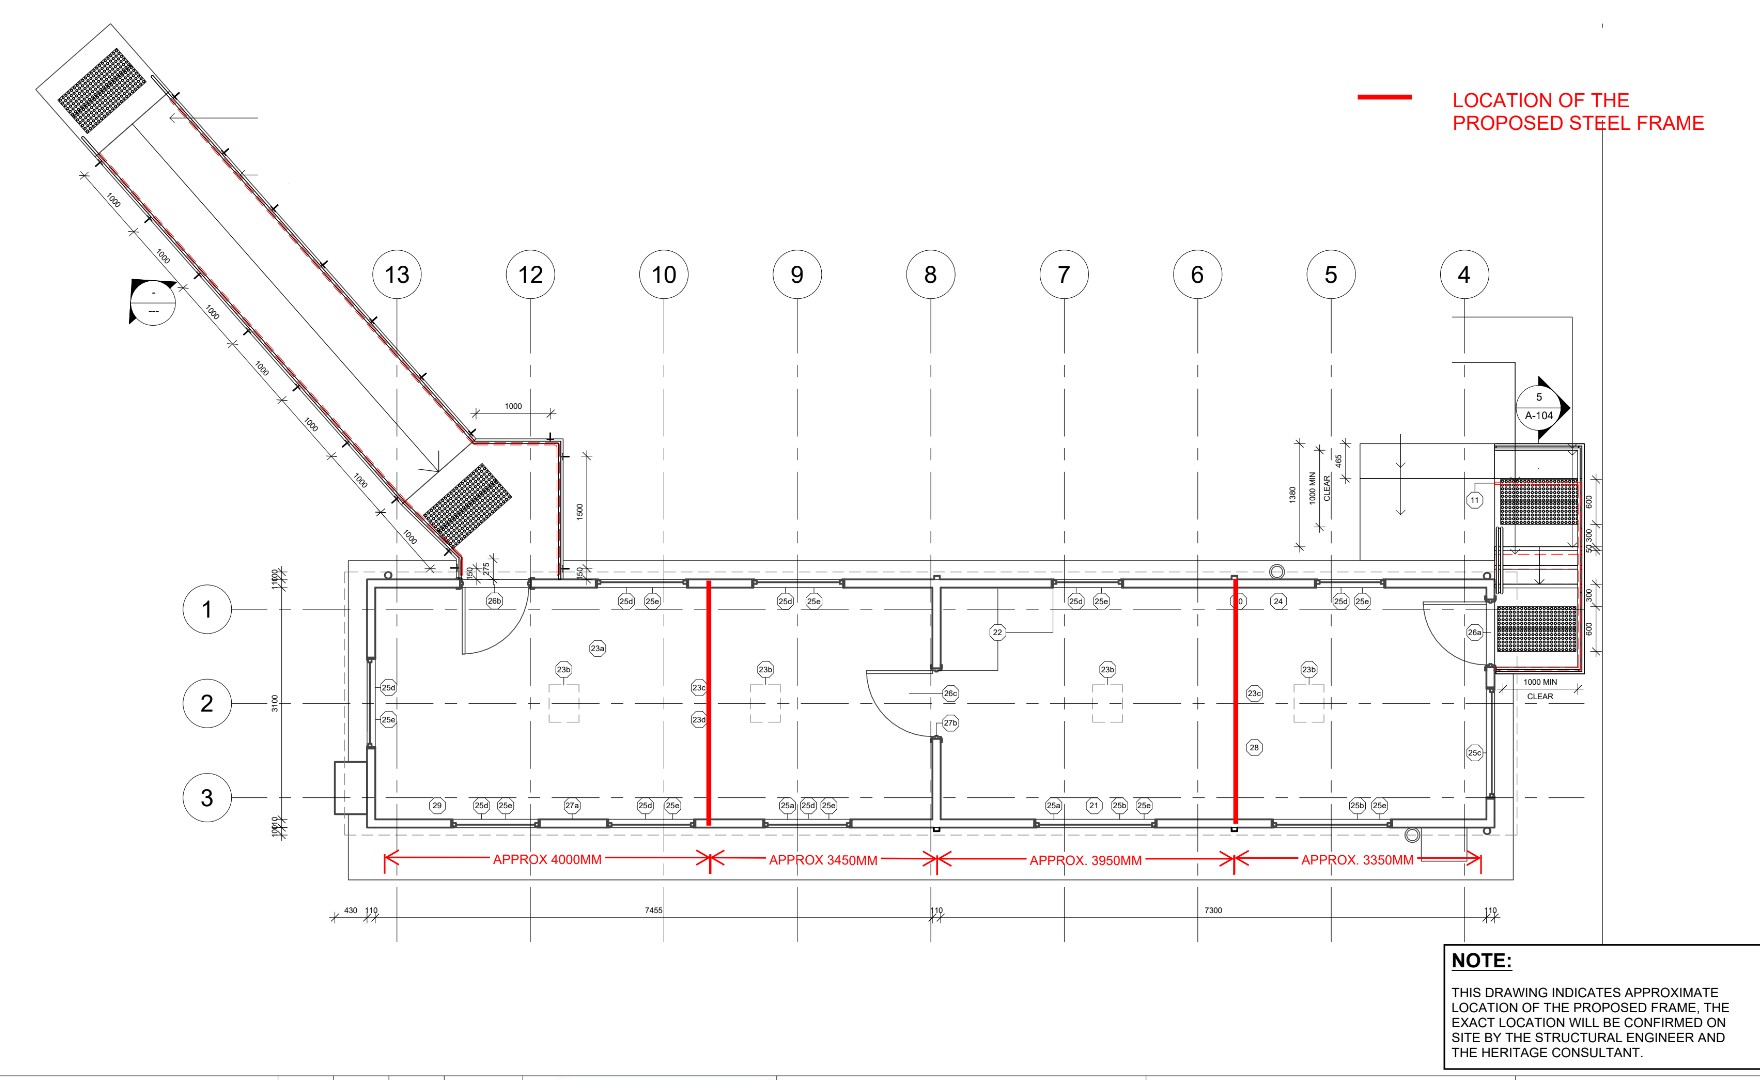 LOCATION OF THE
PROPOSED STEEL FRAME
1000
1000
1000
1000
1000
1000
1000
1000
-
---
13
12
10
9
8
7
6
5
4
1000
1500
150
275
150
5
A-104
1380
1000 MIN
CLEAR
465
11
600
300
50
300
600
1000 MIN
CLEAR
1
2
3
3100
26b
25d
25e
25d
25e
25d
25e
24
25d
25e
26a
22
23a
23b
23b
23b
23b
25d
25e
23c
23d
26c
27b
23c
28
25c
29
25d
25e
27a
25d
25e
25a
25d
25e
25a
21
25b
25e
25b
25e
APPROX 4000MM
APPROX 3450MM
APPROX. 3950MM
APPROX. 3350MM
430
110
7455
110
7300
110
NOTE:
THIS DRAWING INDICATES APPROXIMATE
LOCATION OF THE PROPOSED FRAME, THE
EXACT LOCATION WILL BE CONFIRMED ON
SITE BY THE STRUCTURAL ENGINEER AND
THE HERITAGE CONSULTANT.